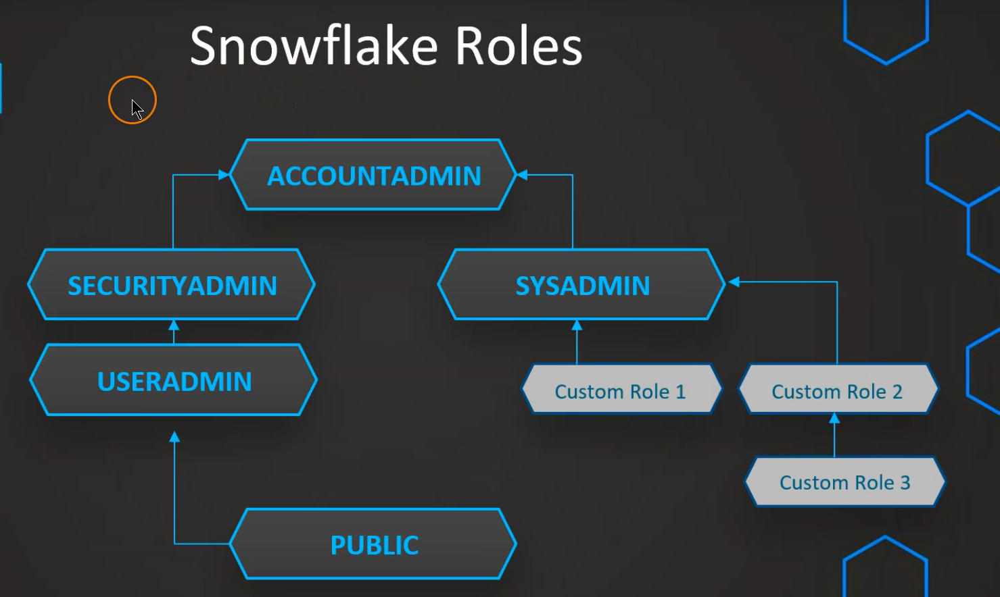 Snowflake Roles
ACCOUNTADMIN
SECURITYADMIN
SYSADMIN
USERADMIN
Custom Role 1
Custom Role 2
Custom Role 3
PUBLIC